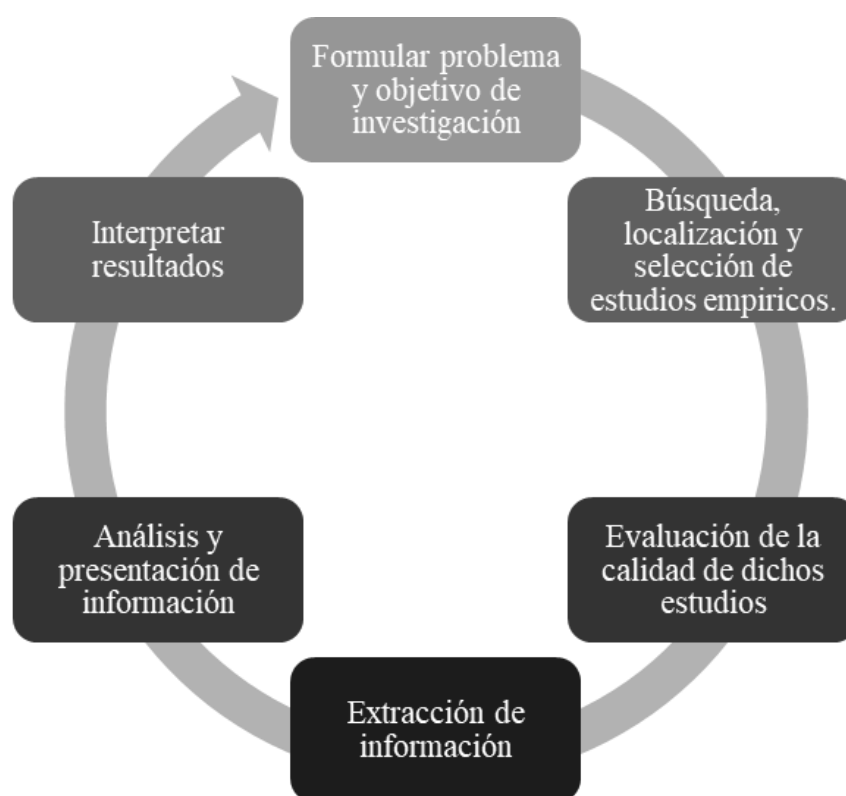 Formular problema
y objetivo de
investigación
Búsqueda,
localización y
selección de
estudios empiricos.
Evaluación de la
calidad de dichos
estudios
Extracción de
información
Análisis y
presentación de
información
Interpretar
resultados